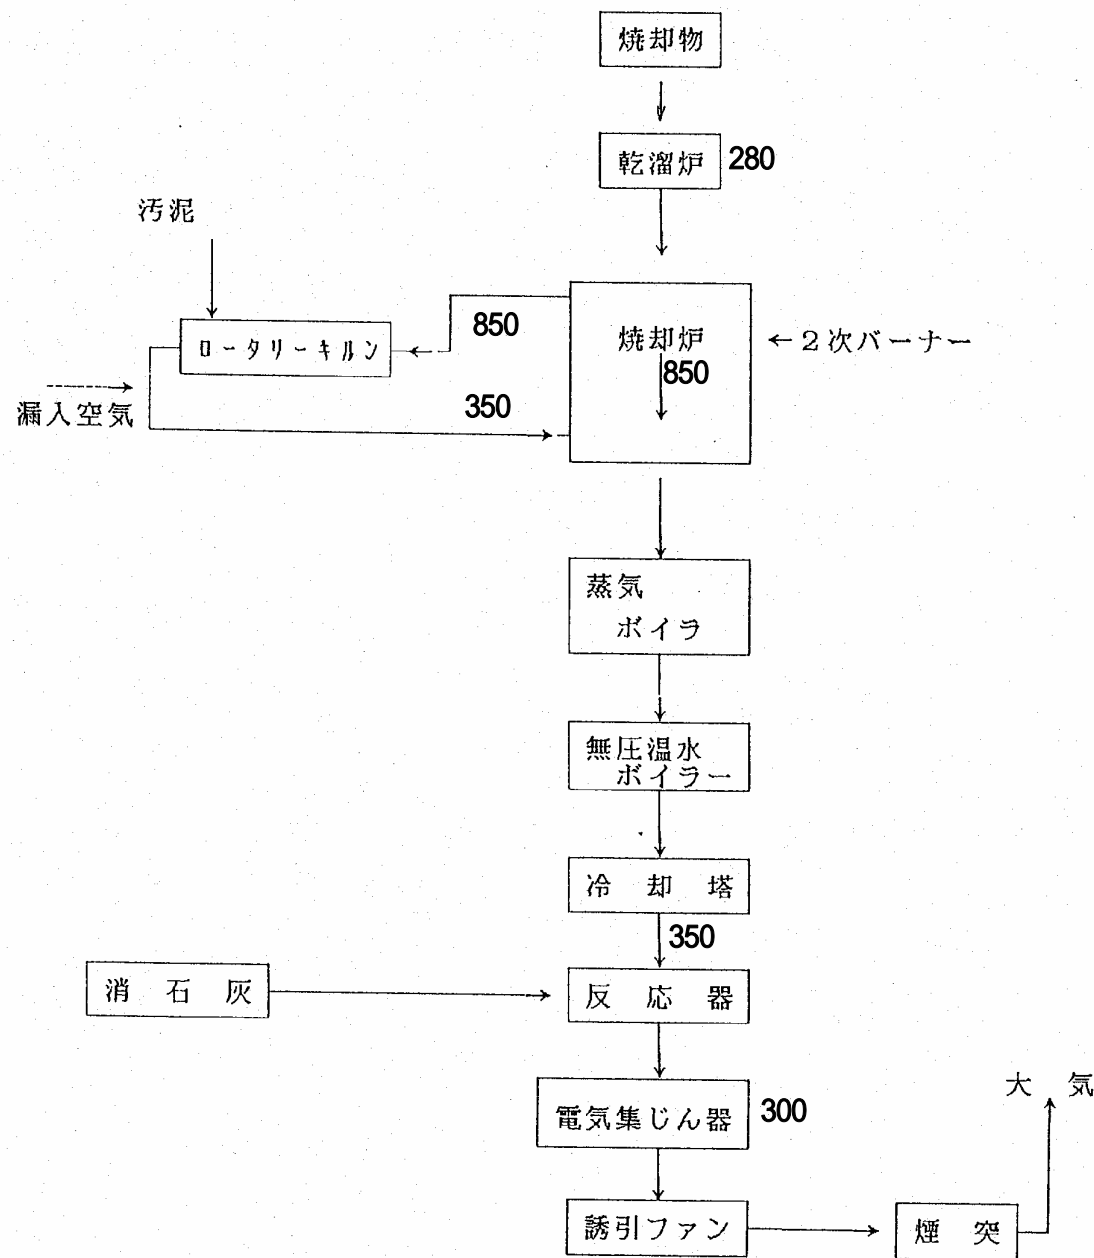 焼却物
乾溜炉 280
汚泥
850
焼却炉
←2次バーナー
ロータリーキルン
850
漏入空気
350
蒸気
ボイラ
無圧温水
ボイラー
冷却塔
350
消石灰
反応器
大気
電気集じん器 300
誘引ファン
煙突